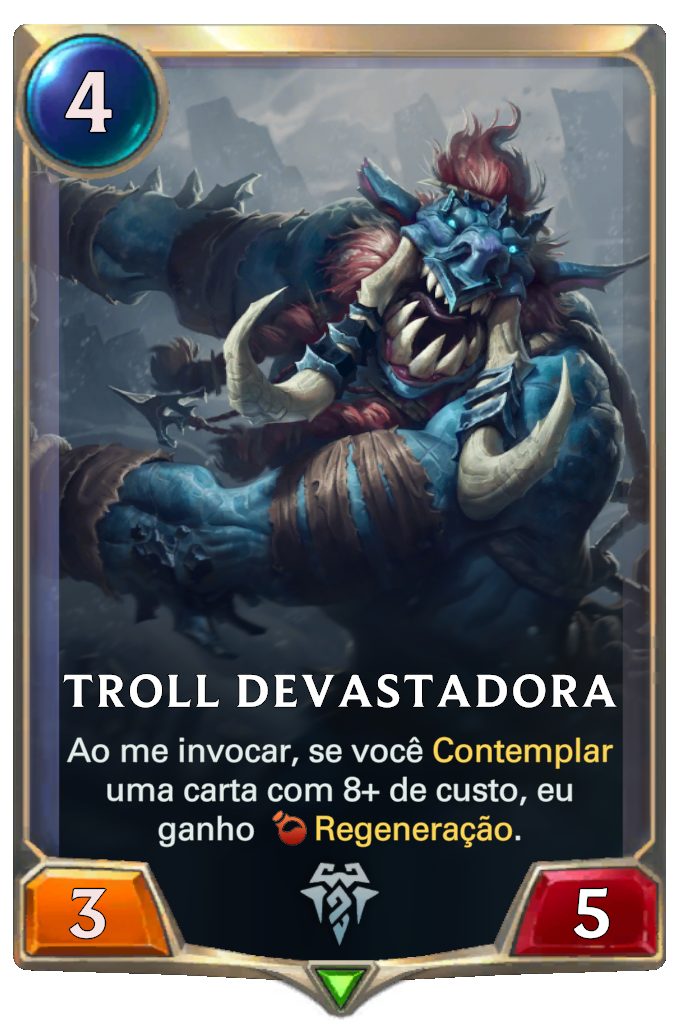 4
TROLL DEVASTADORA
Ao me invocar, se você Contemplar
uma carta com 8+ de custo, eu
ganho Regeneração.
3
5